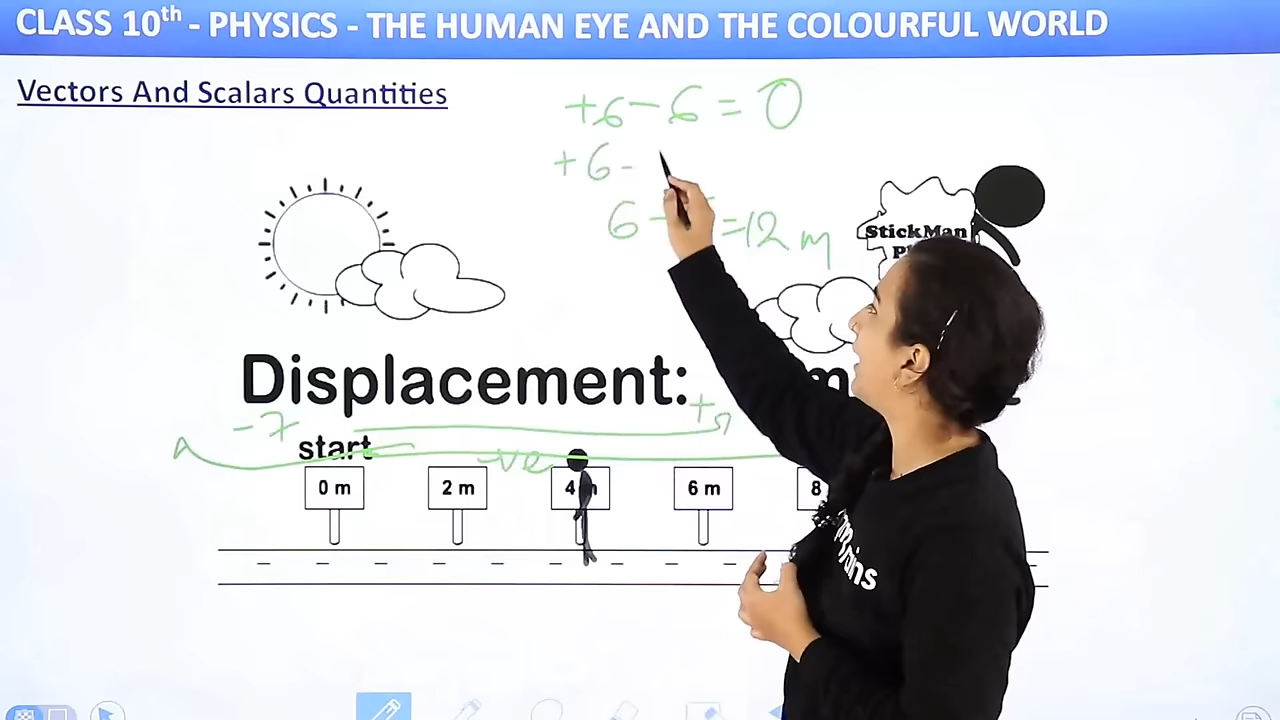 CLASS 10th - PHYSICS - THE HUMAN EYE AND THE COLOURFUL WORLD
Vectors And Scalars Quantities
+6-6=0
+6-
6- =12 m
StickMan
Displacement:
-7
+
start
-ve
0 m
2 m
4
6 m
8